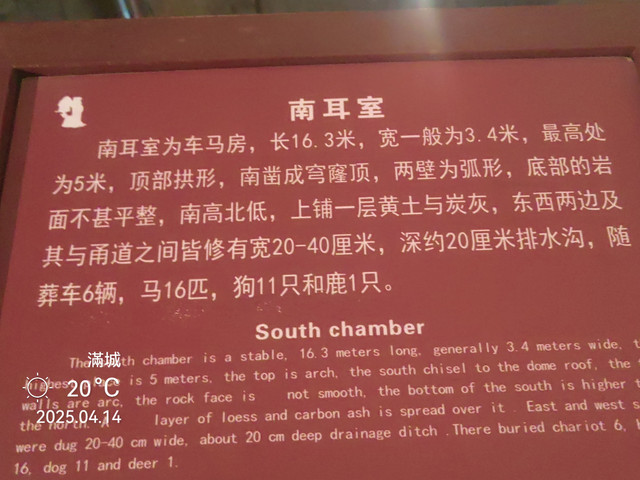 南耳室
南耳室为车马房，长16.3米，宽一般为3.4米，最高处
为5米，顶部拱形，南凿成穹窿顶，两壁为弧形，底部的岩
面不甚平整，南高北低，上铺一层黄土与炭灰，东西两边及
其与甬道之间皆修有宽20-40厘米，深约20厘米排水沟，随
葬车6辆，马16匹，狗11只和鹿1只。
South chamber
The south chamber is a stable, 16.3 meters long, generally 3.4 meters wide,
is 5 meters, the top is arch, the south chisel to the dome roof, the
walls are arc, the rock face is not smooth, the bottom of the south is higher
the north. A layer of loess and carbon ash is spread over it. East and west
were dug 20-40 cm wide, about 20 cm deep drainage ditch .There buried chariot 6,
16, dog 11 and deer 1.
滿城
20℃
2025.04.14